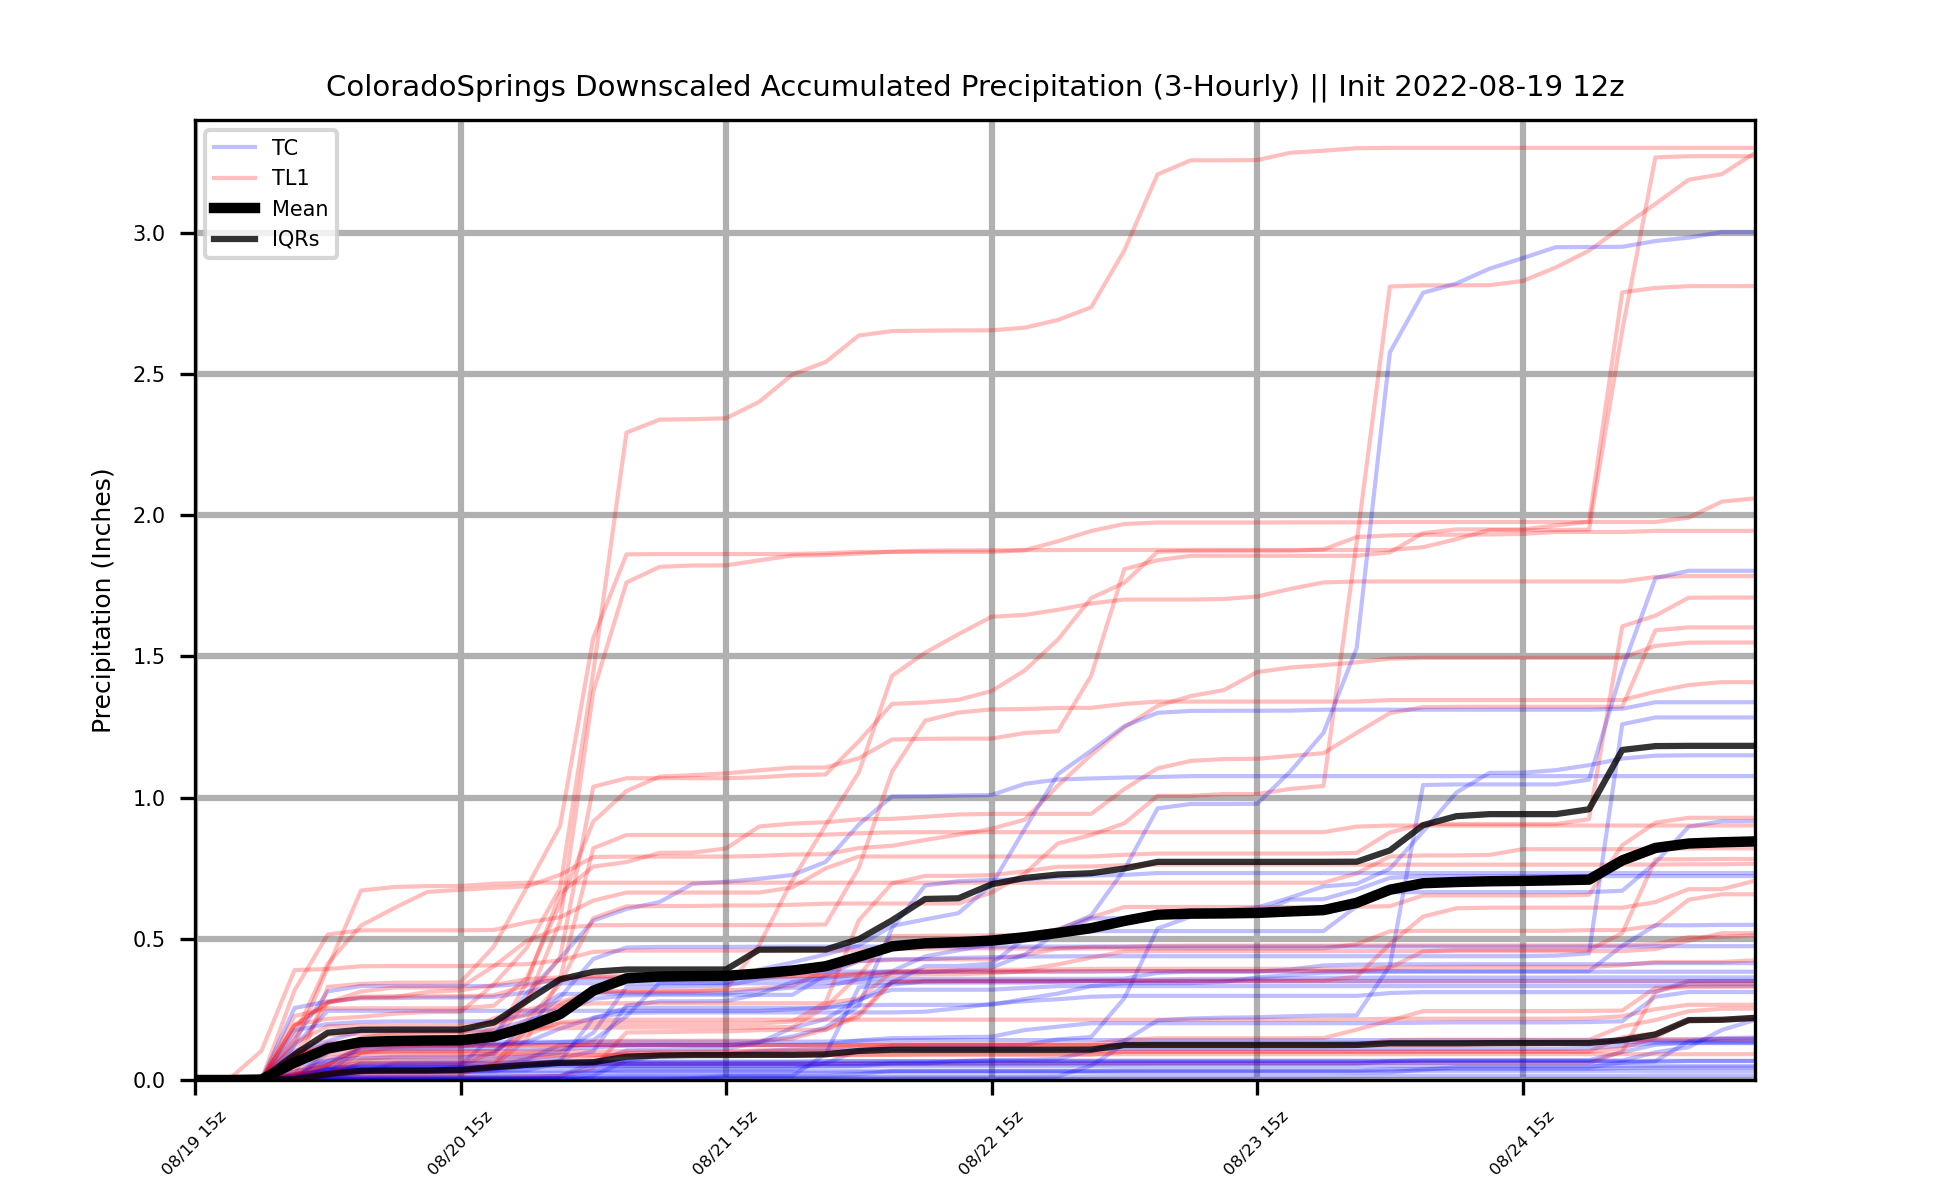 ColoradoSprings Downscaled Accumulated Precipitation (3-Hourly) || Init 2022-08-19 12z
TC
TL1
Mean
IQRs
Precipitation (Inches)
3.0
2.5
2.0
1.5
1.0
0.5
0.0
08/19 15z
08/20 15z
08/21 15z
08/22 15z
08/23 15z
08/24 15z